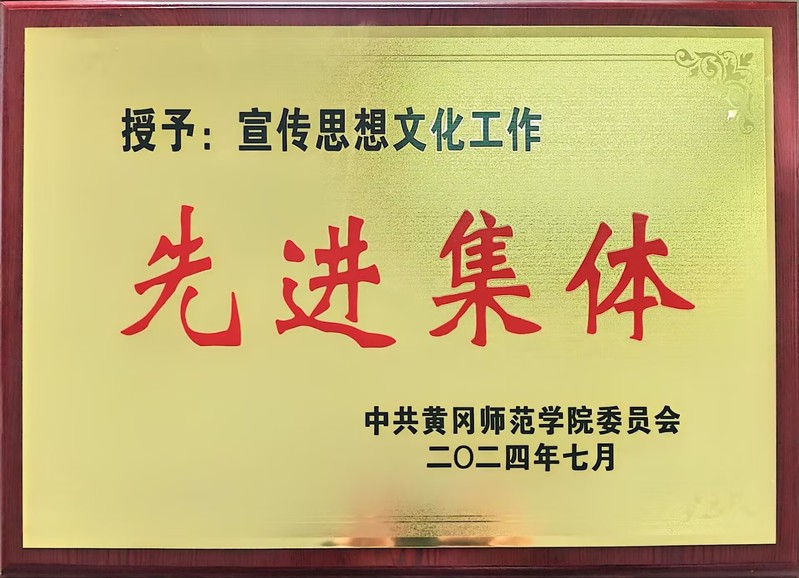 授予：宣传思想文化工作
先进集体
中共黄冈师范学院委员会
二〇二四年七月